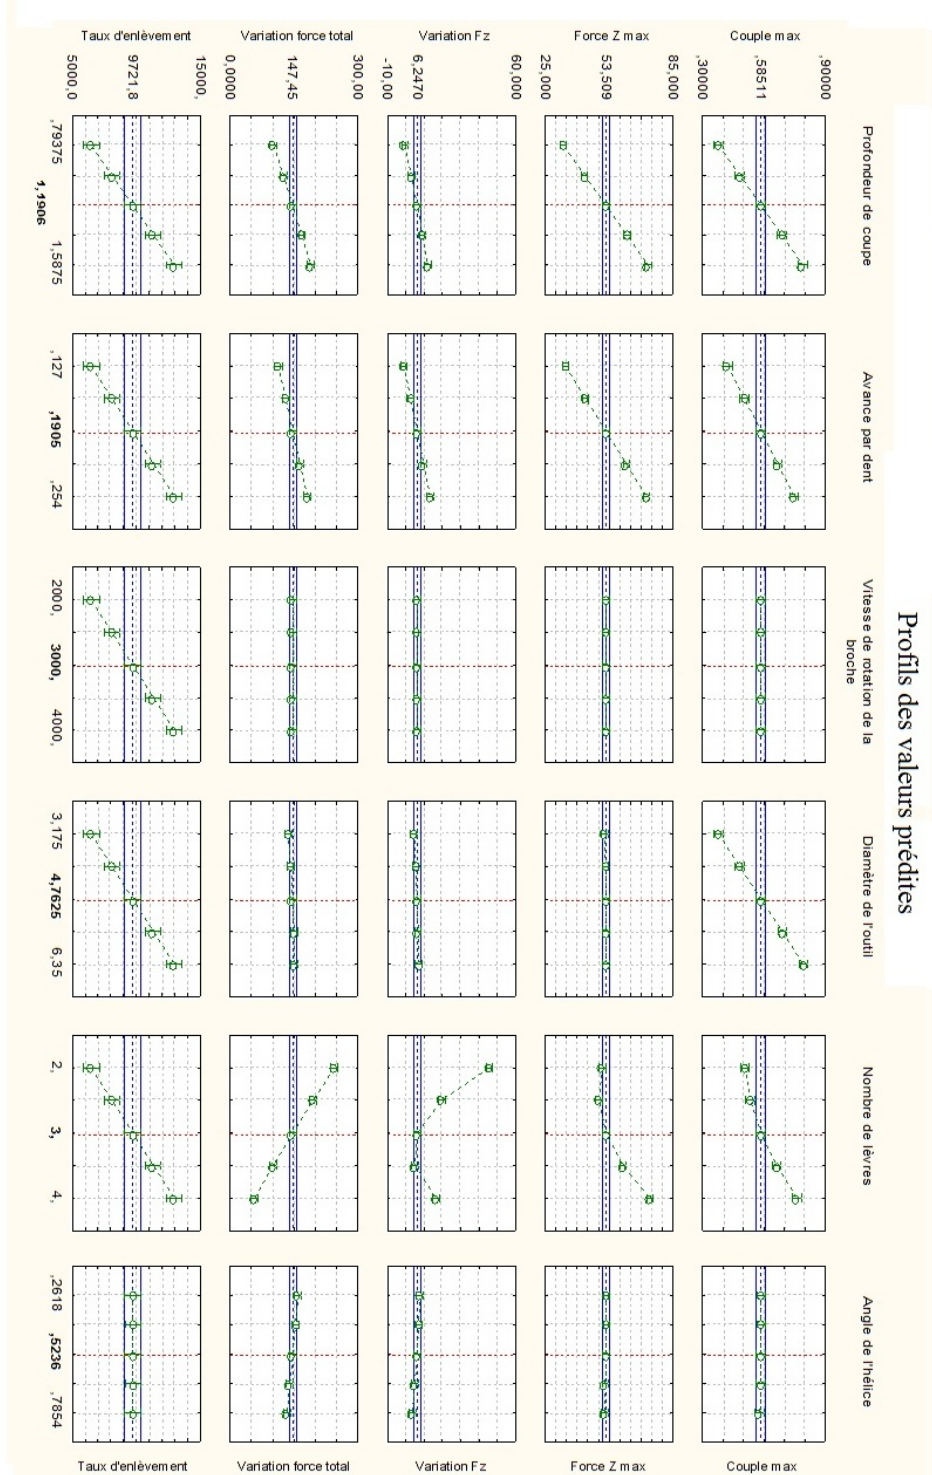 Profils des valeurs prédites
Profondeur de coupe
Avance par dent
Vitesse de rotation de la
broche
Diamètre de l'outil
Nombre de lèvres
Angle de l'hélice
,90000
,58511
,30000
Couple max
Couple max
85,000
53,509
25,000
Force Z max
Force Z max
60,000
6,2470
-10,00
Variation Fz
Variation Fz
300,00
147,45
0,0000
Variation force total
Variation force total
15000,
9721,8
5000,0
Taux d'enlèvement
Taux d'enlèvement
,79375
1,1906
1,5875
,127
,1905
,254
2000,
3000,
4000,
3,175
4,7625
6,35
2,
3,
4,
,2618
,5236
,7854